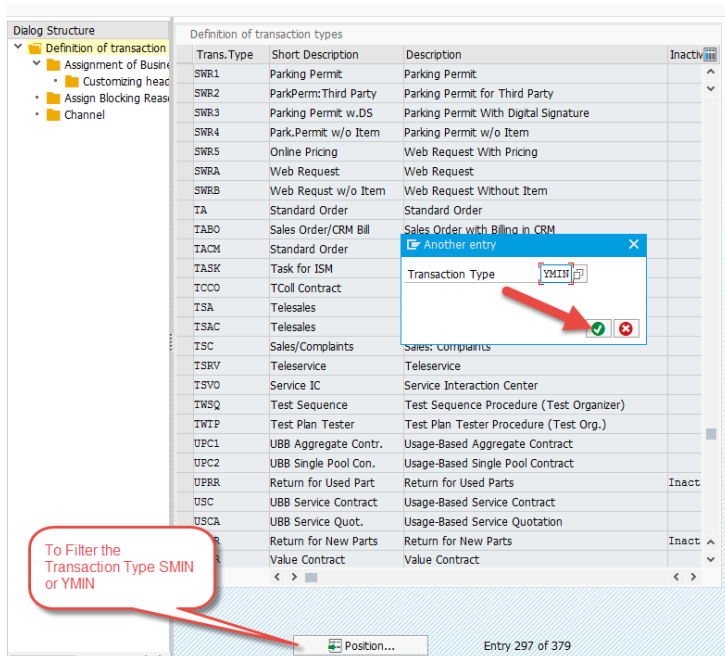 Dialog Structure
Definition of transaction
Assignment of Busine
Customizing head
Assign Blocking Reas
Channel
Definition of transaction types
Trans.Type Short Description Description Inactiv
SWR1 Parking Permit Parking Permit
SWR2 ParkPerm:Third Party Parking Permit for Third Party
SWR3 Parking Permit w.DS Parking Permit With Digital Signature
SWR4 Park.Permit w/o Item Parking Permit w/o Item
SWR5 Online Pricing Web Request With Pricing
SWRA Web Request Web Request
SWRB Web Requst w/o Item Web Request Without Item
TA Standard Order Standard Order
TABO Sales Order/CRM Bill Sales Order with Billing in CRM
TACM Standard Order
TASK Task for ISM
TCCO TColl Contract
TSA Telesales
TSAC Telesales
TSC Sales/Complaints Sales: Complaints
TSRV Teleservice Teleservice
TSVO Service IC Service Interaction Center
TWSQ Test Sequence Test Sequence Procedure (Test Organizer)
TWTP Test Plan Tester Test Plan Tester Procedure (Test Org.)
UPC1 UBB Aggregate Contr. Usage-Based Aggregate Contract
UPC2 UBB Single Pool Con. Usage-Based Single Pool Contract
UPRR Return for Used Part Return for Used Parts Inact
USC UBB Service Contract Usage-Based Service Contract
USCA UBB Service Quot. Usage-Based Service Quotation
R Return for New Parts Return for New Parts Inact
R Value Contract Value Contract
Another entry
Transaction Type YMIN
To Filter the
Transaction Type SMIN
or YMIN
Position... Entry 297 of 379